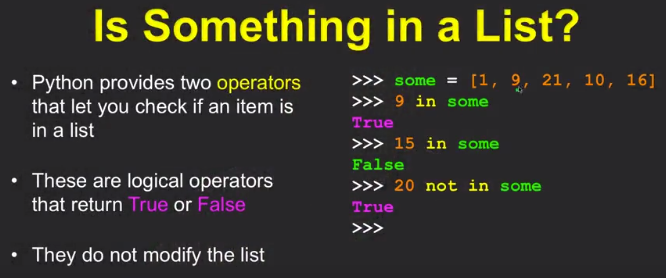 Is Something in a List?
• Python provides two operators
that let you check if an item is
in a list
• These are logical operators
that return True or False
• They do not modify the list
>>> some = [1, 9, 21, 10, 16]
>>> 9 in some
True
>>> 15 in some
False
>>> 20 not in some
True
>>>